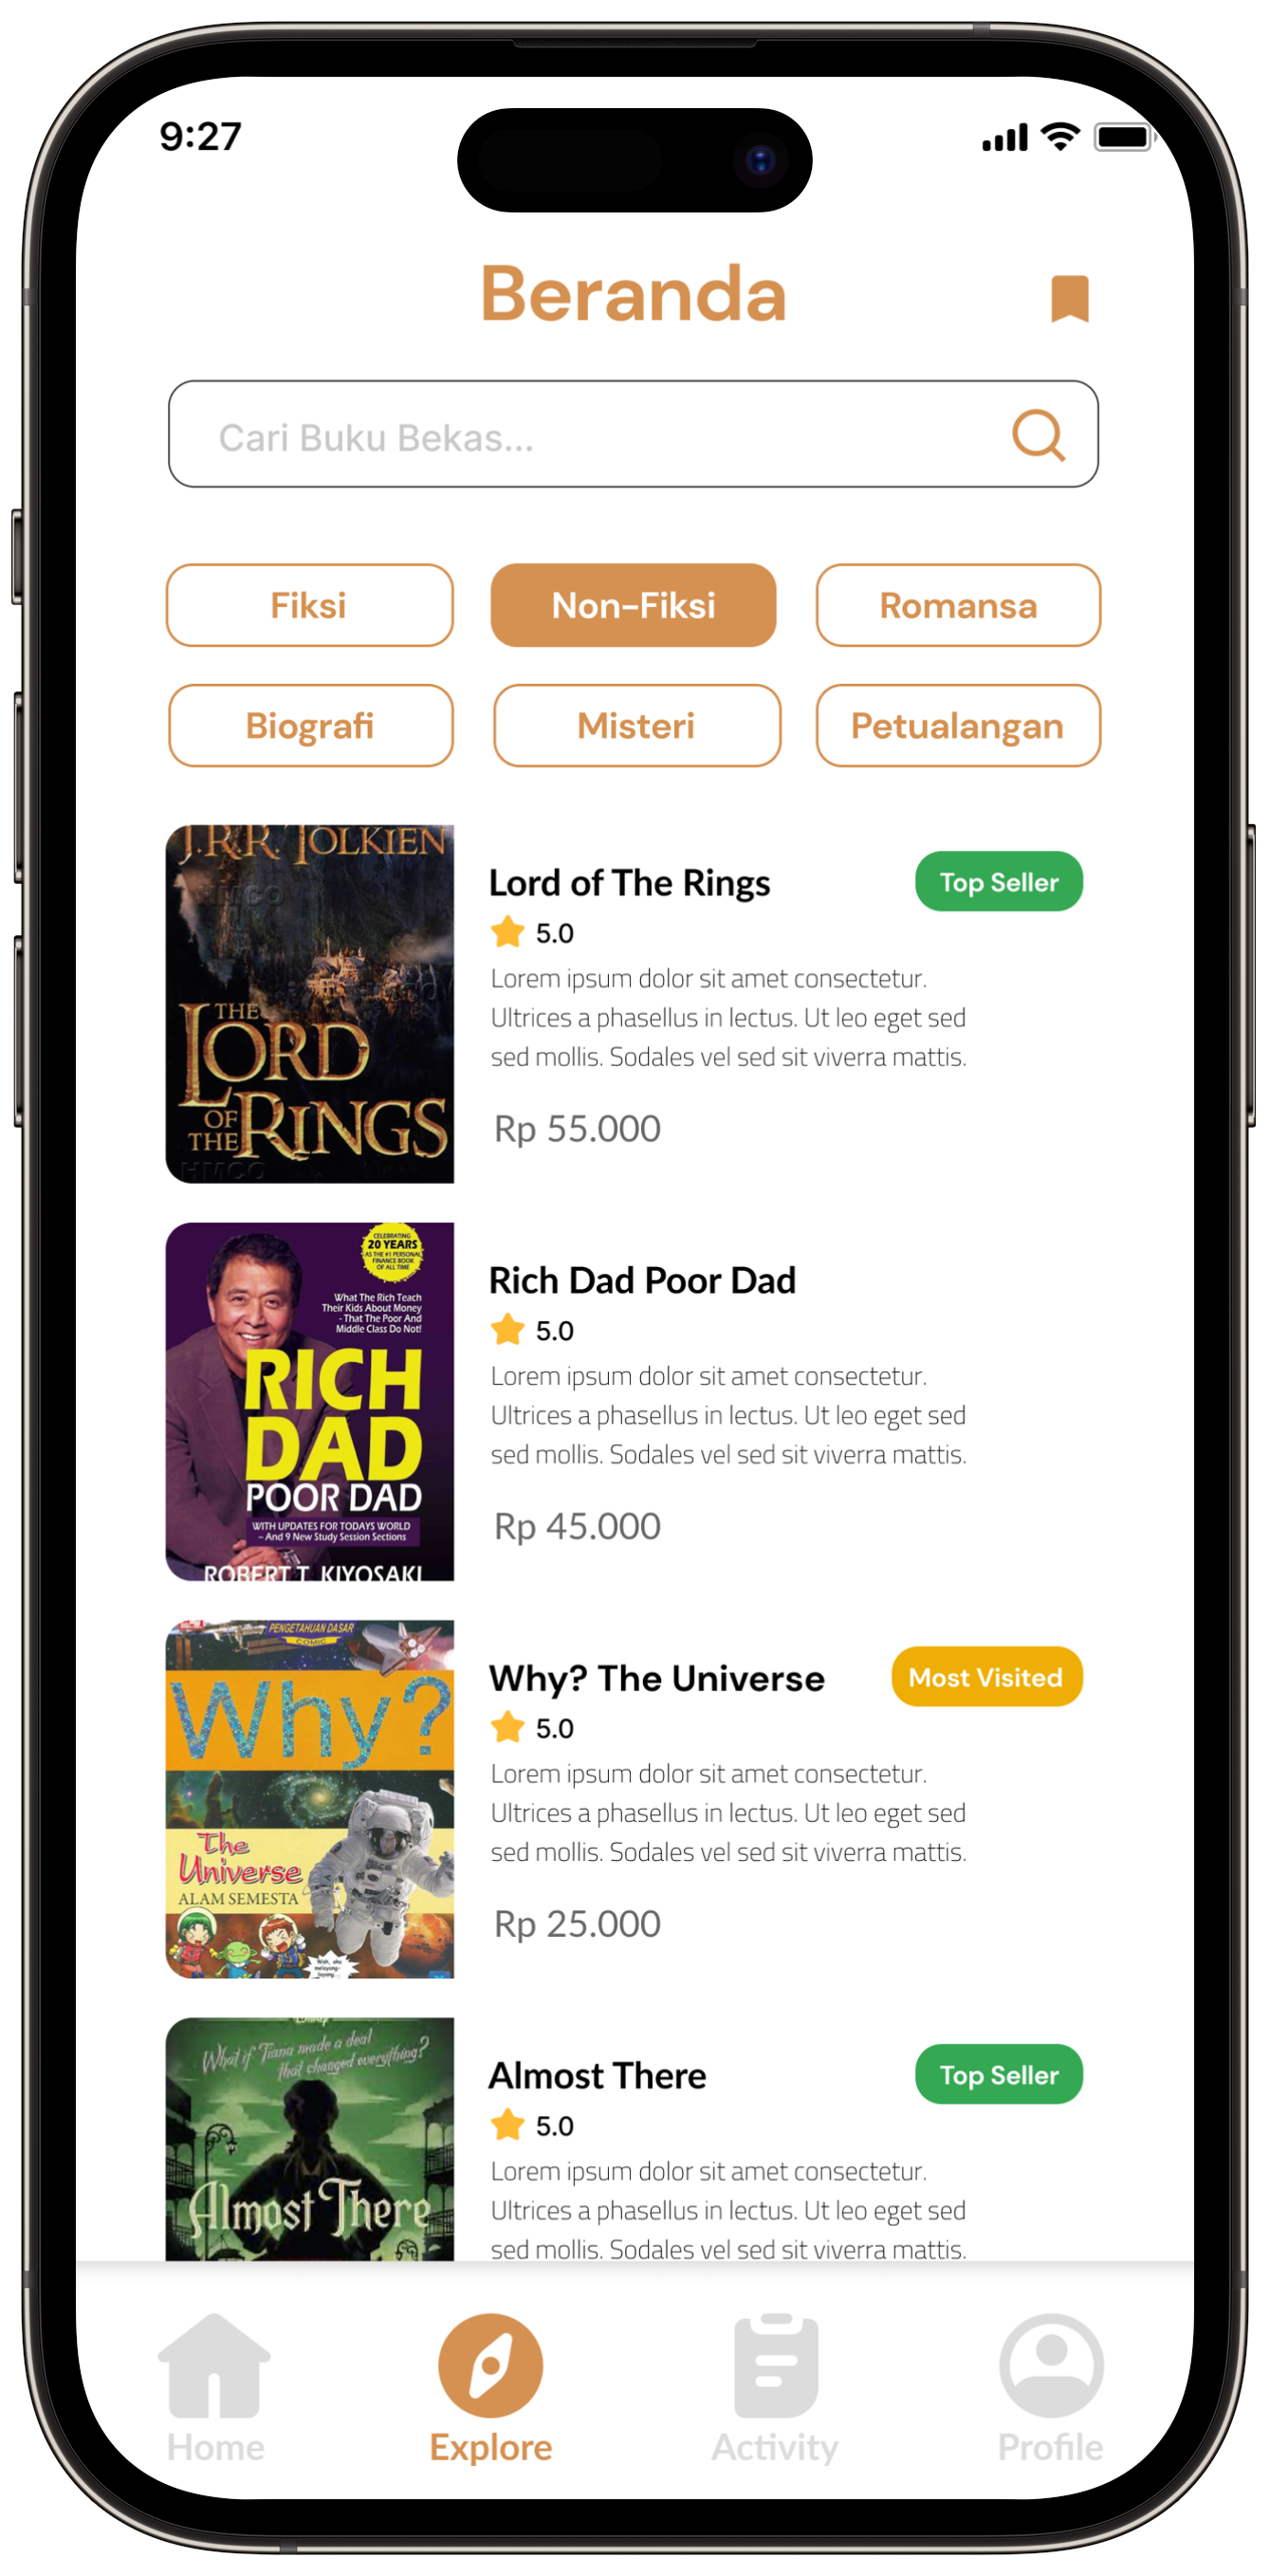 9:27
Beranda
Cari Buku Bekas...
Fiksi
Non-Fiksi
Romansa
Biografi
Misteri
Petualangan
J.R.R. TOLKIEN
HMCO
THE
LORD
OF
THE RINGS
HMCO
Lord of The Rings
Top Seller
5.0
Lorem ipsum dolor sit amet consectetur.
Ultrices a phasellus in lectus. Ut leo eget sed
sed mollis. Sodales vel sed sit viverra mattis.
Rp 55.000
CELEBRATING
20 YEARS
AS THE #1 PERSONAL
FINANCE BOOK
OF ALL TIME
What The Rich Teach
Their Kids About Money
- That The Poor And
Middle Class Do Not!
RICH
DAD
POOR DAD
WITH UPDATES FOR TODAYS WORLD
– And 9 New Study Session Sections
ROBERT T. KIYOSAKI
Rich Dad Poor Dad
5.0
Lorem ipsum dolor sit amet consectetur.
Ultrices a phasellus in lectus. Ut leo eget sed
sed mollis. Sodales vel sed sit viverra mattis.
Rp 45.000
PENGETAHUAN DASAR
COMIC
Why?
The
Universe
ALAM SEMESTA
Why? The Universe
Most Visited
5.0
Lorem ipsum dolor sit amet consectetur.
Ultrices a phasellus in lectus. Ut leo eget sed
sed mollis. Sodales vel sed sit viverra mattis.
Rp 25.000
What if Tiana made a deal
that changed everything?
Almost There
Almost There
Top Seller
5.0
Lorem ipsum dolor sit amet consectetur.
Ultrices a phasellus in lectus. Ut leo eget sed
sed mollis. Sodales vel sed sit viverra mattis.
Home
Explore
Activity
Profile